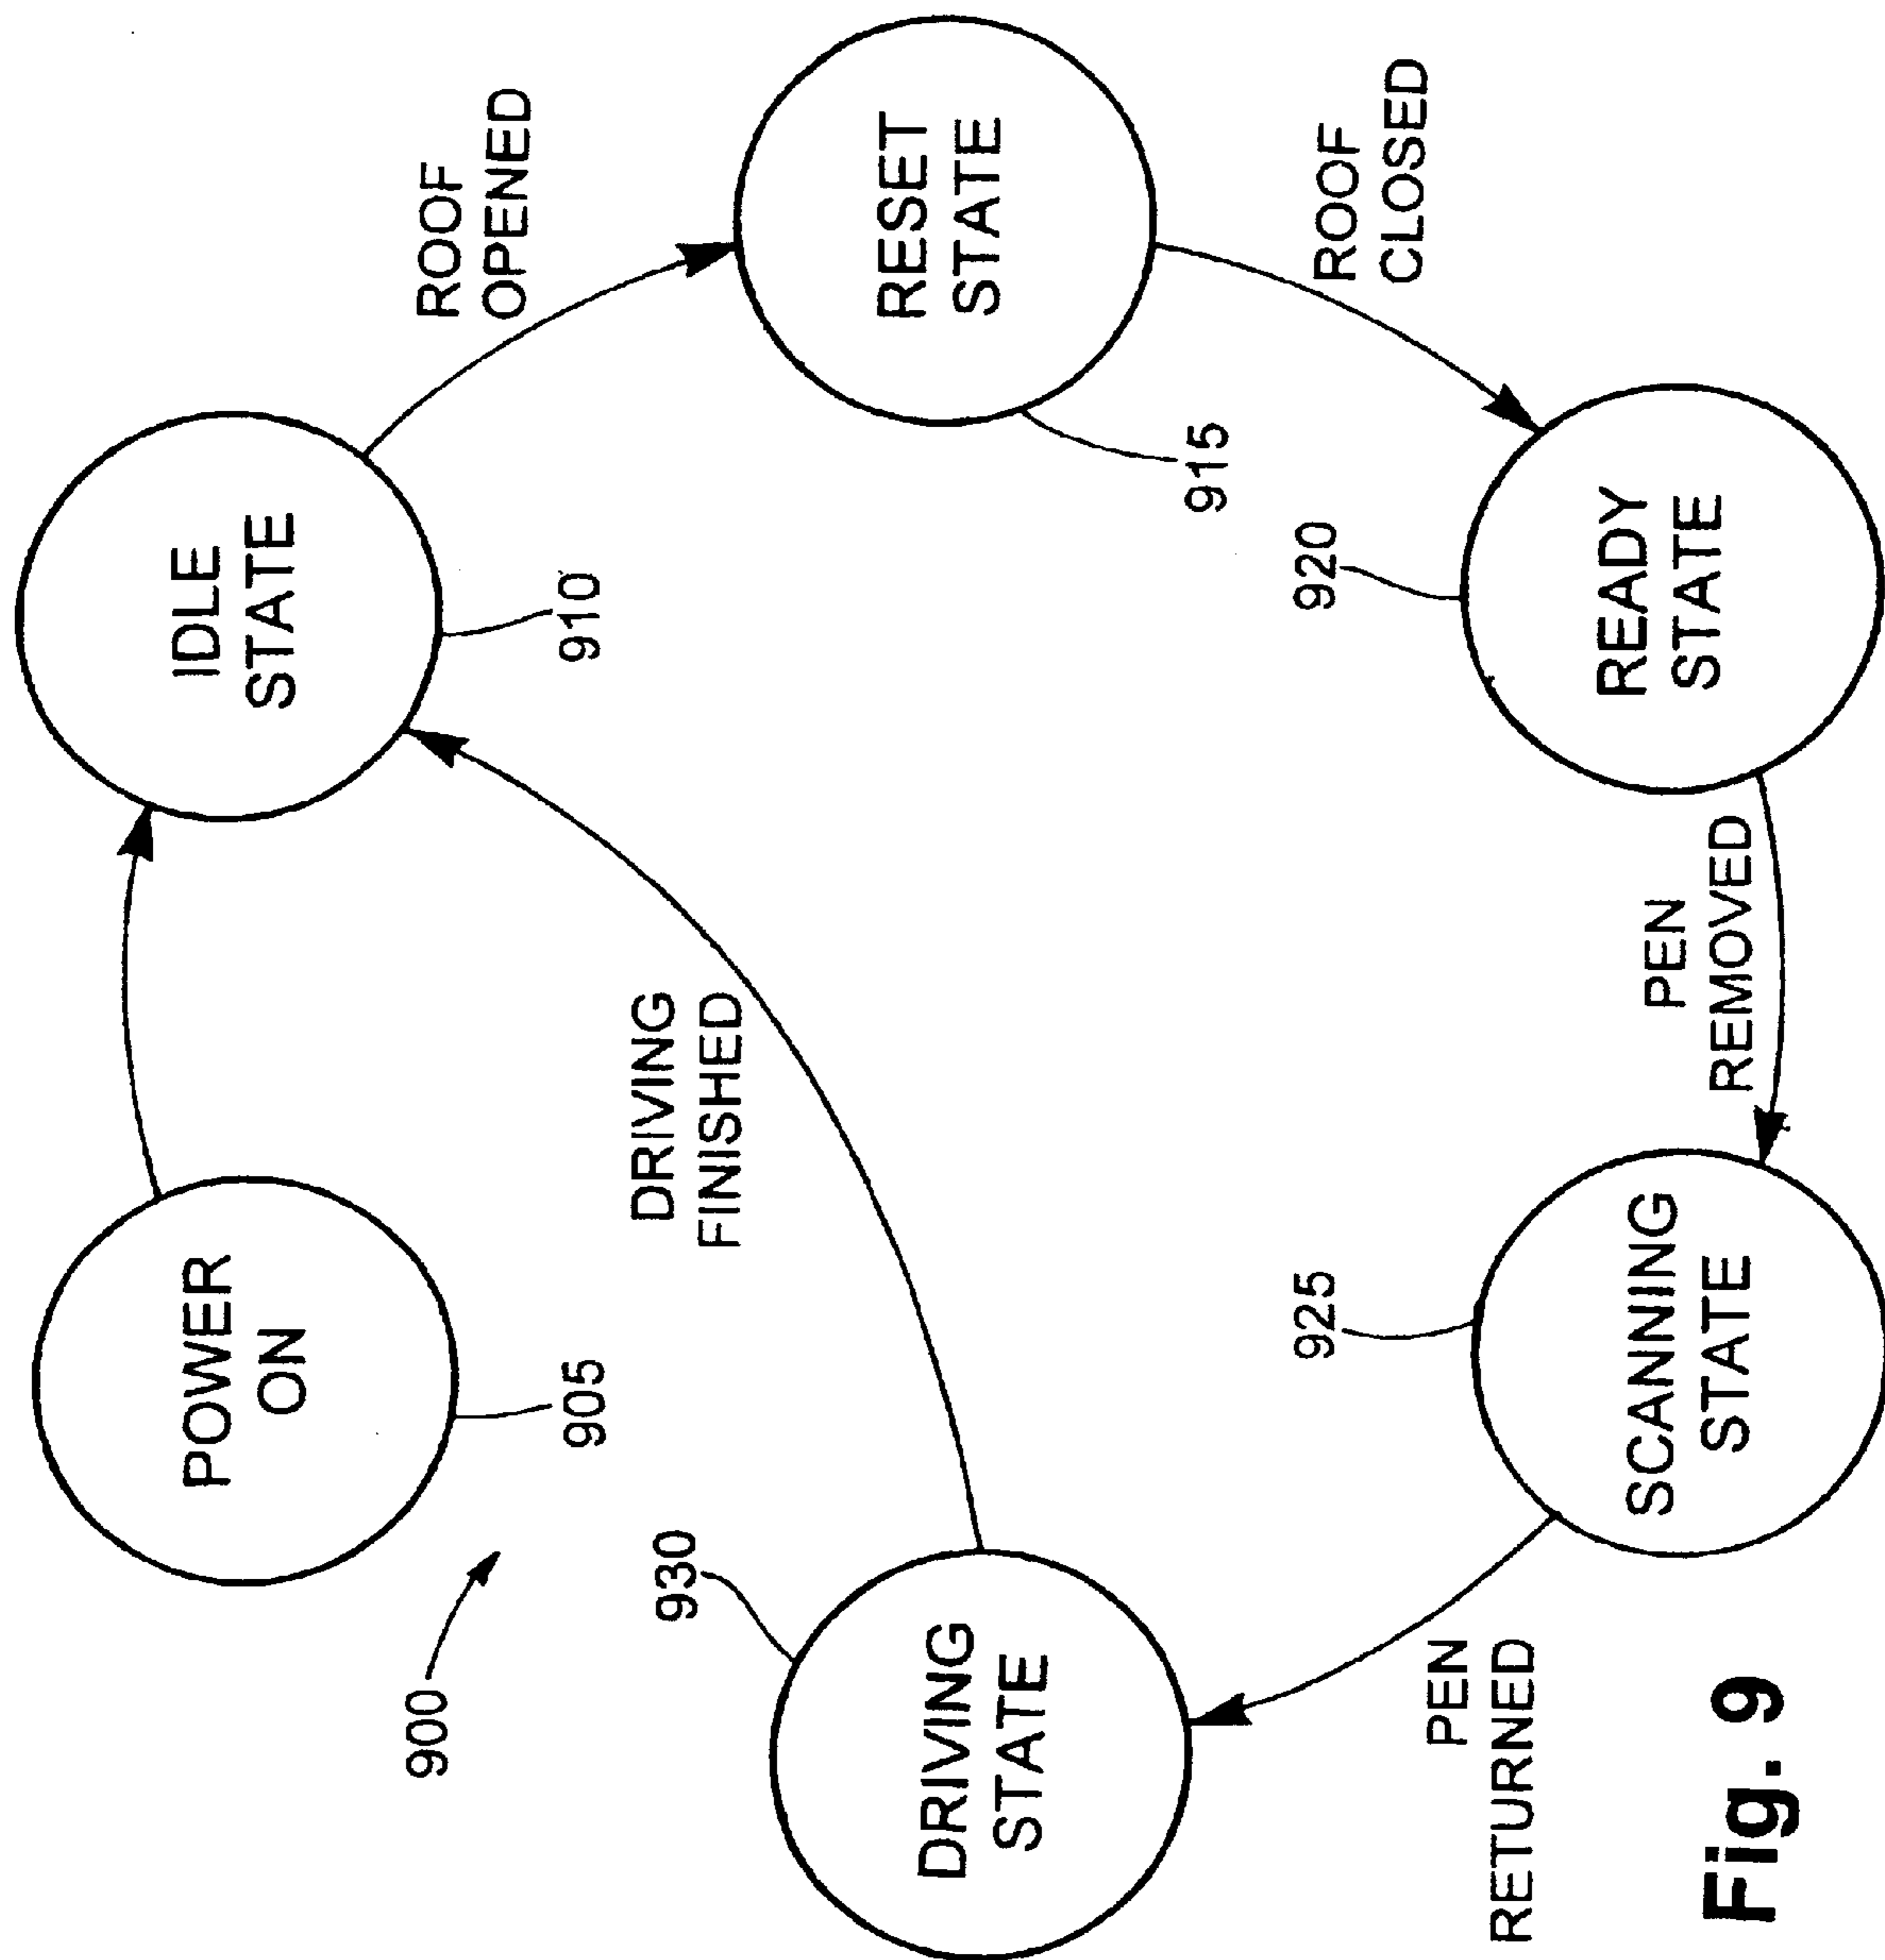 POWER
ON
905
IDLE
STATE
910
ROOF
OPENED
900
DRIVING
FINISHED
930
DRIVING
STATE
RESET
STATE
915
ROOF
CLOSED
PEN
RETURNED
925
SCANNING
STATE
PEN
REMOVED
920
READY
STATE
Fig. 9